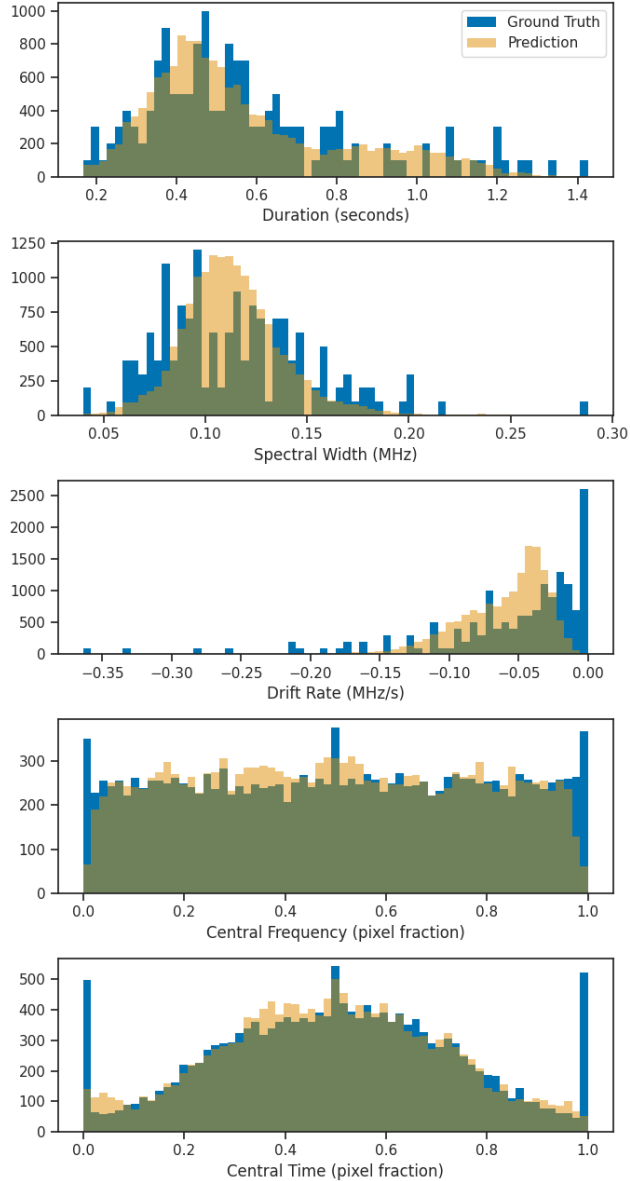 1000
800
600
400
200
0
Ground Truth
Prediction
0.2 0.4 0.6 0.8 1.0 1.2 1.4
Duration (seconds)
1250
1000
750
500
250
0
0.05 0.10 0.15 0.20 0.25 0.30
Spectral Width (MHz)
2500
2000
1500
1000
500
0
−0.35 −0.30 −0.25 −0.20 −0.15 −0.10 −0.05 0.00
Drift Rate (MHz/s)
300
200
100
0
0.0 0.2 0.4 0.6 0.8 1.0
Central Frequency (pixel fraction)
500
400
300
200
100
0
0.0 0.2 0.4 0.6 0.8 1.0
Central Time (pixel fraction)